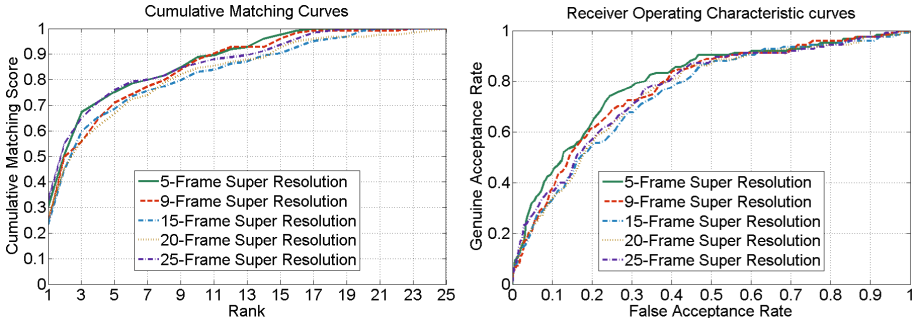 Cumulative Matching Curves
Cumulative Matching Score
1
0.9
0.8
0.7
0.6
0.5
0.4
0.3
0.2
0.1
0
5-Frame Super Resolution
9-Frame Super Resolution
15-Frame Super Resolution
20-Frame Super Resolution
25-Frame Super Resolution
1 3 5 7 9 11 13 15 17 19 21 23 25
Rank
Receiver Operating Characteristic curves
Genuine Acceptance Rate
1
0.8
0.6
0.4
0.2
0
5-Frame Super Resolution
9-Frame Super Resolution
15-Frame Super Resolution
20-Frame Super Resolution
25-Frame Super Resolution
0 0.1 0.2 0.3 0.4 0.5 0.6 0.7 0.8 0.9 1
False Acceptance Rate